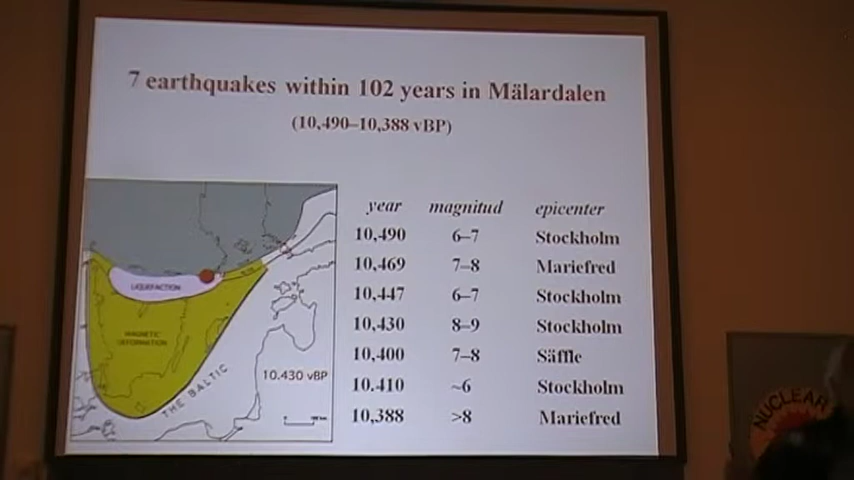 7 earthquakes within 102 years in Mälardalen
(10,490–10,388 vBP)
year magnitud epicenter
10,490 6–7 Stockholm
10,469 7–8 Mariefred
10,447 6–7 Stockholm
10,430 8–9 Stockholm
10,400 7–8 Säffle
10.410 ~6 Stockholm
10,388 >8 Mariefred
LIQUEFACTION
MAGNETIC
THE BALTIC
10.430 vBP
NUCLEAR